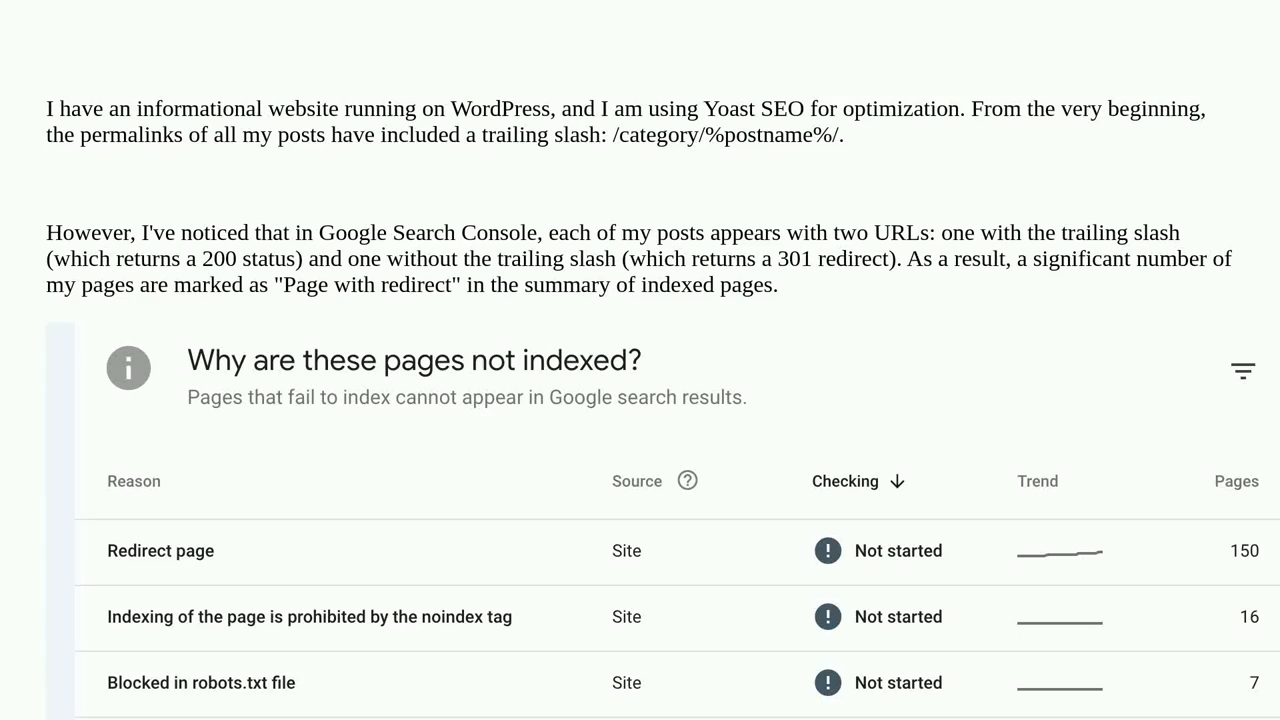 I have an informational website running on WordPress, and I am using Yoast SEO for optimization. From the very beginning,
the permalinks of all my posts have included a trailing slash: /category/%postname%/.
However, I've noticed that in Google Search Console, each of my posts appears with two URLs: one with the trailing slash
(which returns a 200 status) and one without the trailing slash (which returns a 301 redirect). As a result, a significant number of
my pages are marked as "Page with redirect" in the summary of indexed pages.
Why are these pages not indexed?
Pages that fail to index cannot appear in Google search results.
Reason Source Checking Trend Pages
Redirect page Site Not started 150
Indexing of the page is prohibited by the noindex tag Site Not started 16
Blocked in robots.txt file Site Not started 7